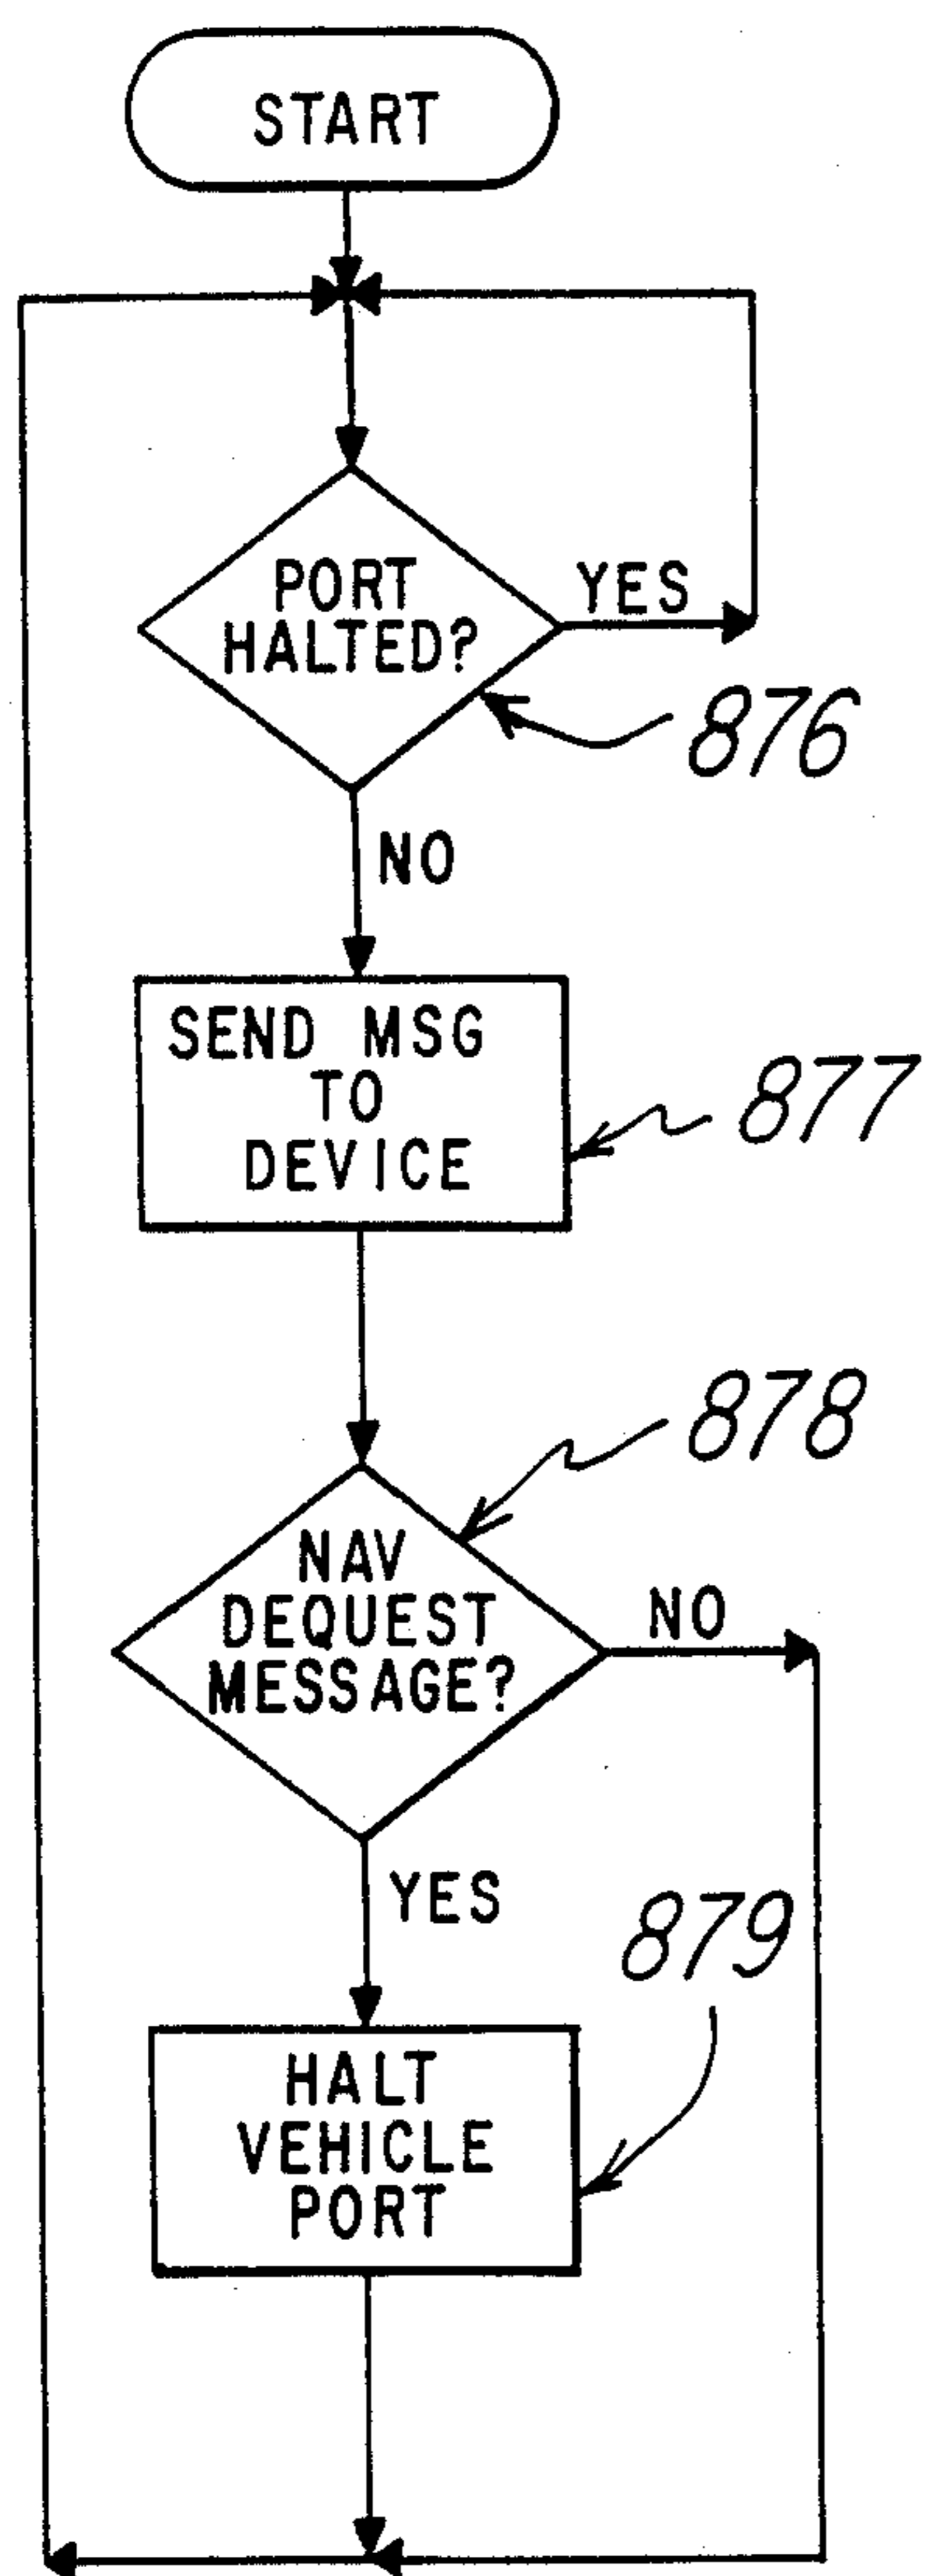 START
PORT
HALTED?
YES
876
NO
SEND MSG
TO
DEVICE
877
878
NAV
DEQUEST
MESSAGE?
NO
YES
879
HALT
VEHICLE
PORT